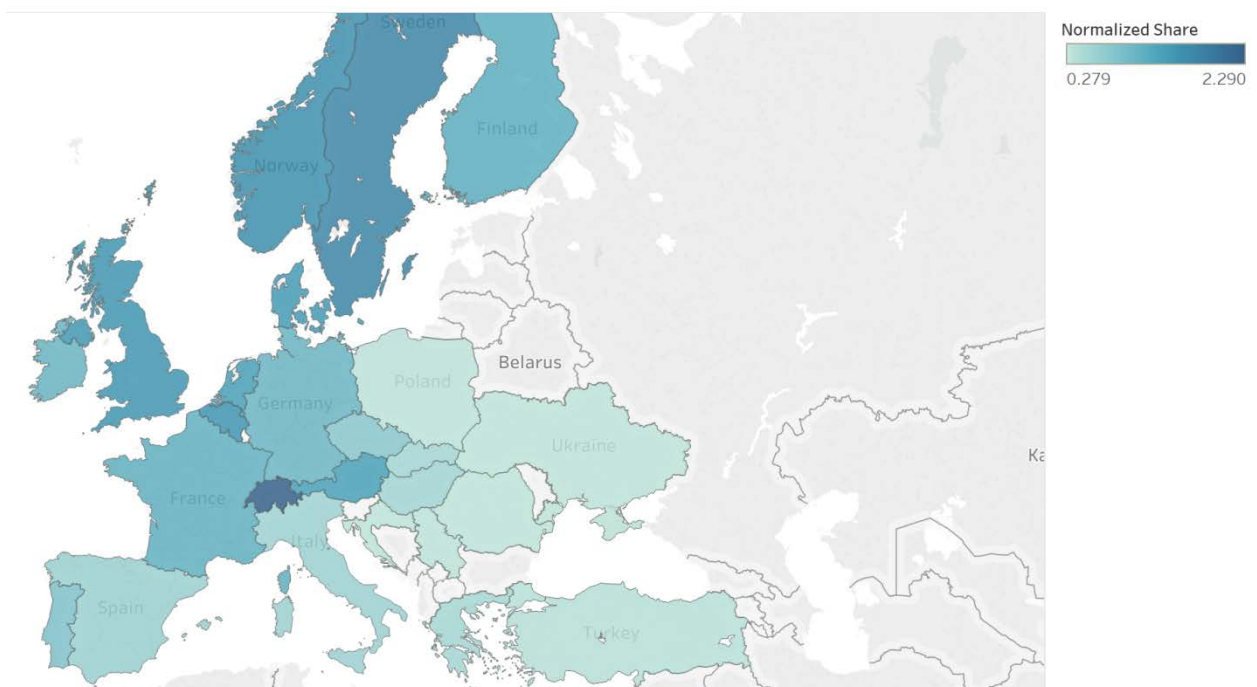 Normalized Share
0.279 2.290
Sweden
Finland
Norway
Belarus
Poland
Germany
Ukraine
Ka
France
Italy
Spain
Turkey